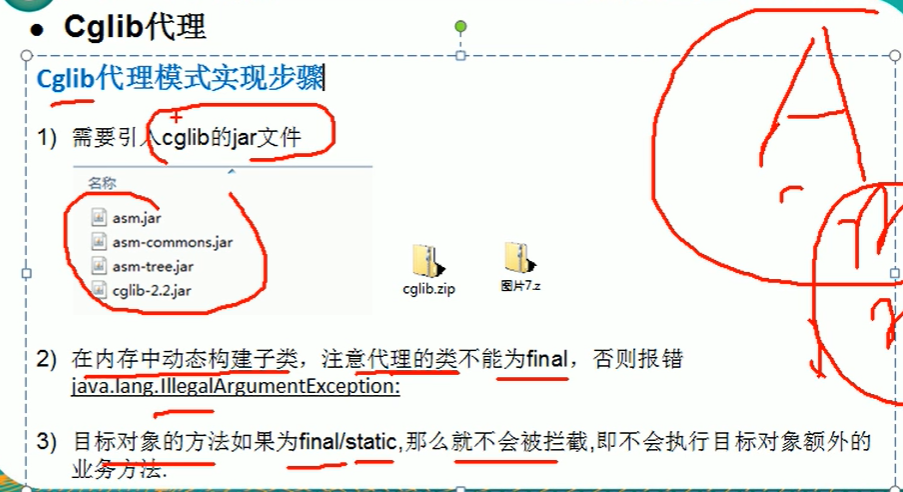 ● Cglib代理
Cglib代理模式实现步骤
1) 需要引入cglib的jar文件
名称
asm.jar
asm-commons.jar
asm-tree.jar
cglib-2.2.jar
cglib.zip
图片7.z
2) 在内存中动态构建子类，注意代理的类不能为final，否则报错
java.lang.IllegalArgumentException:
3) 目标对象的方法如果为final/static,那么就不会被拦截,即不会执行目标对象额外的
业务方法.
A